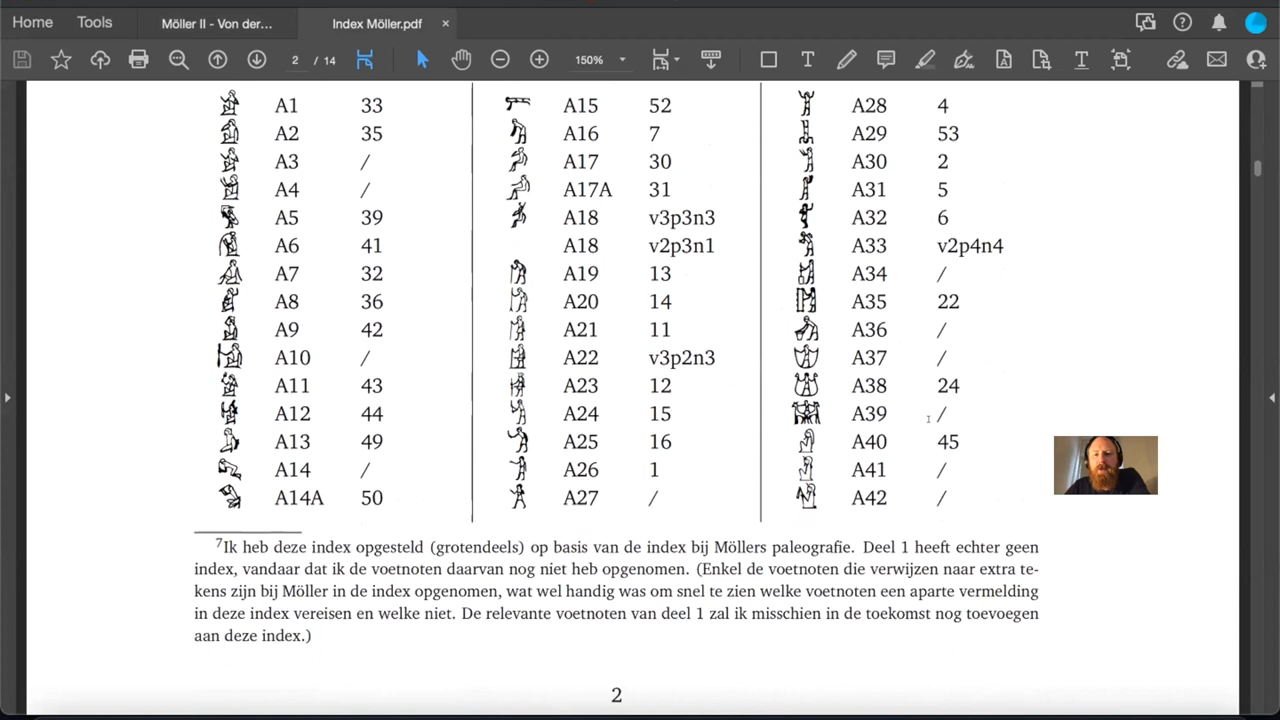 Home Tools Möller II - Von der... Index Möller.pdf ×
2 / 14 150%
A1 33 A15 52 A28 4
A2 35 A16 7 A29 53
A3 / A17 30 A30 2
A4 / A17A 31 A31 5
A5 39 A18 v3p3n3 A32 6
A6 41 A18 v2p3n1 A33 v2p4n4
A7 32 A19 13 A34 /
A8 36 A20 14 A35 22
A9 42 A21 11 A36 /
A10 / A22 v3p2n3 A37 /
A11 43 A23 12 A38 24
A12 44 A24 15 A39 /
A13 49 A25 16 A40 45
A14 / A26 1 A41 /
A14A 50 A27 / A42 /
7Ik heb deze index opgesteld (grotendeels) op basis van de index bij Möllers paleografie. Deel 1 heeft echter geen
index, vandaar dat ik de voetnoten daarvan nog niet heb opgenomen. (Enkel de voetnoten die verwijzen naar extra te-
kens zijn bij Möller in de index opgenomen, wat wel handig was om snel te zien welke voetnoten een aparte vermelding
in deze index vereisen en welke niet. De relevante voetnoten van deel 1 zal ik misschien in de toekomst nog toevoegen
aan deze index.)
2